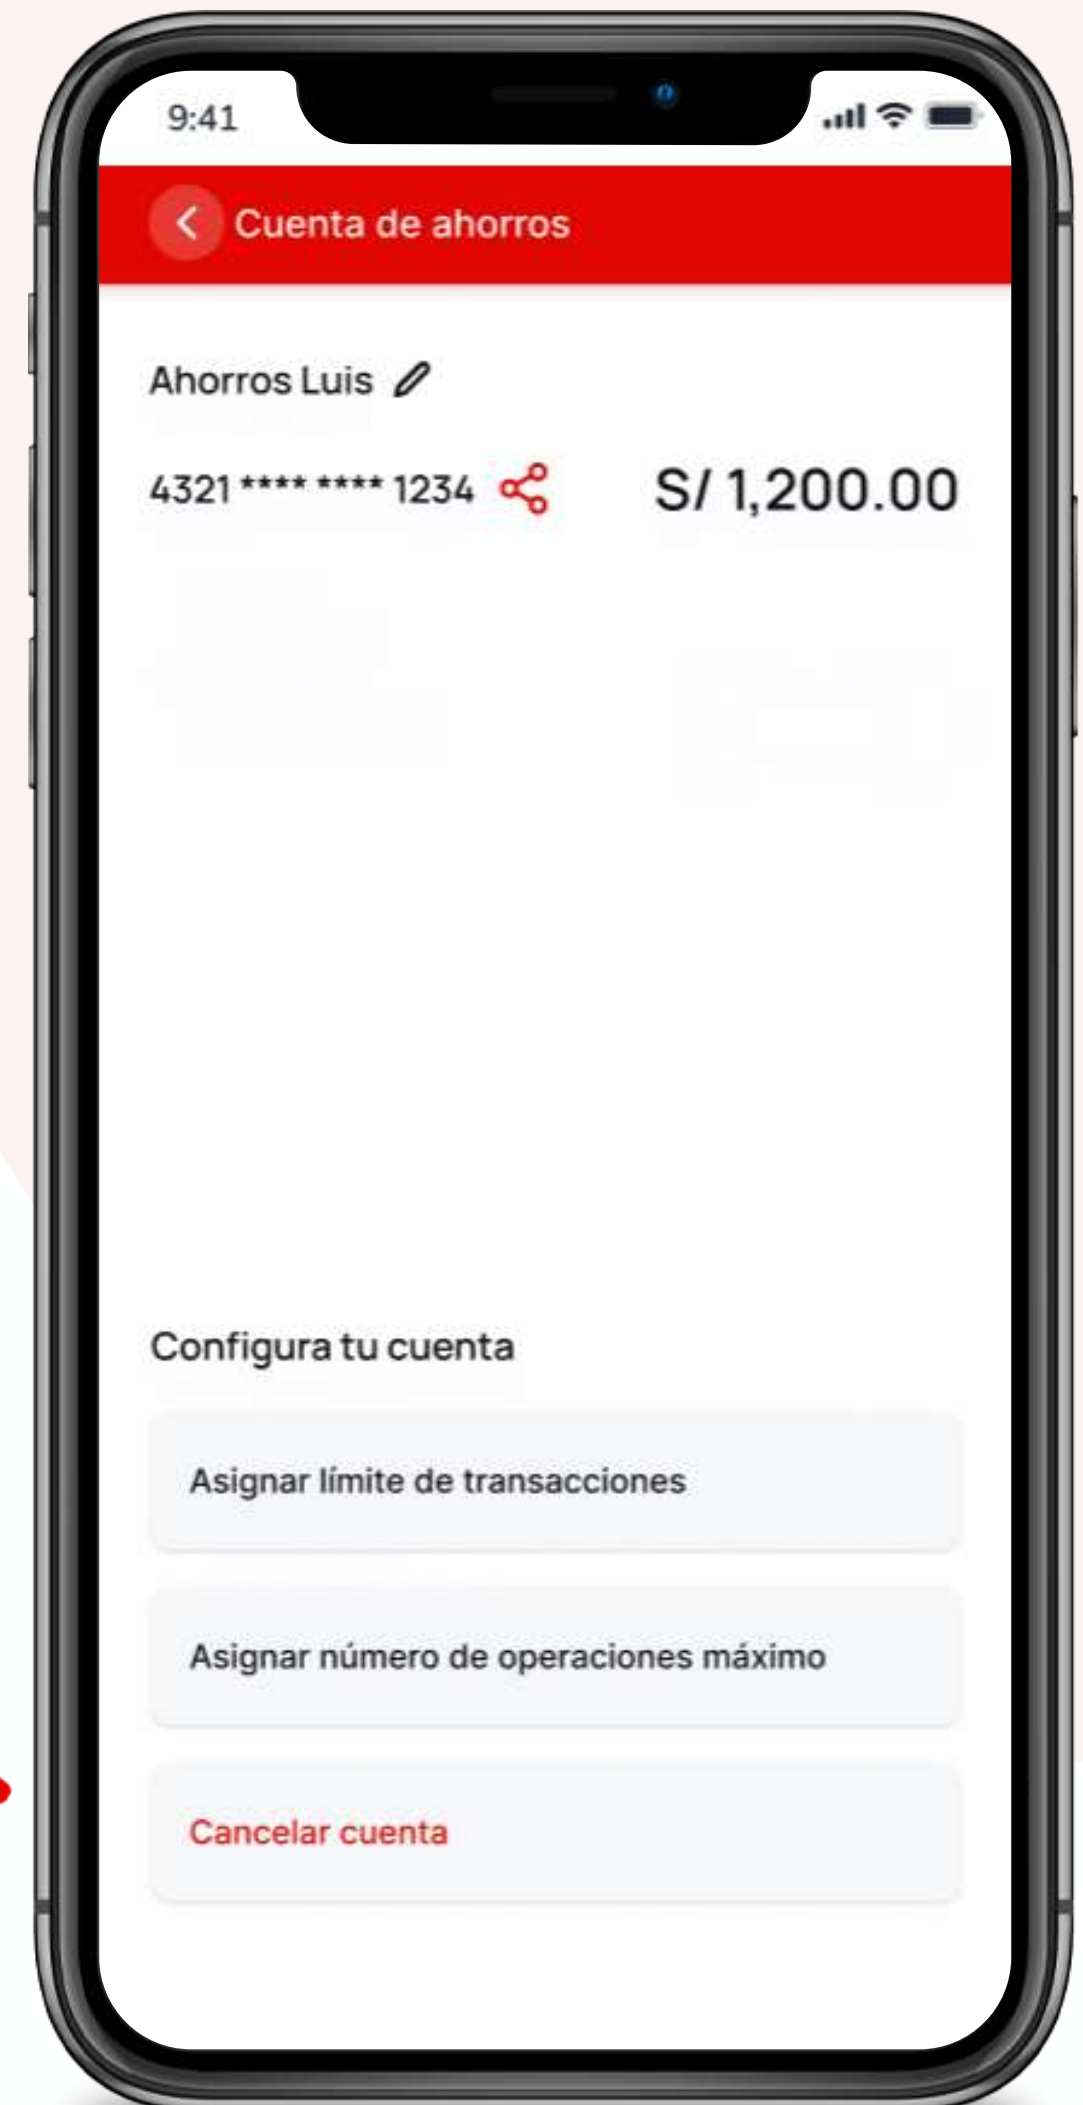 9:41
Cuenta de ahorros
Ahorros Luis
4321 **** **** 1234 S/ 1,200.00
Configura tu cuenta
Asignar límite de transacciones
Asignar número de operaciones máximo
Cancelar cuenta